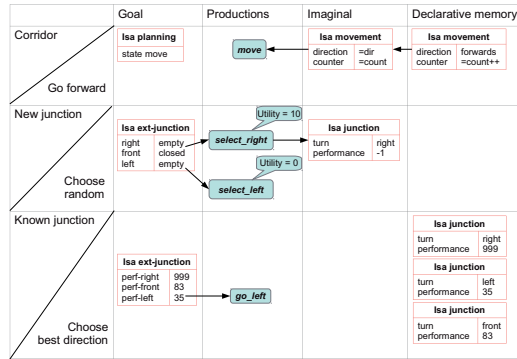 Goal Productions Imaginal Declarative memory
Corridor
Go forward
Isa planning
state move
move
Isa movement
direction =dir
counter =count
Isa movement
direction forwards
counter =count++
New junction
Choose
random
Isa ext-junction
right empty
front closed
left empty
Utility = 10
select_right
Utility = 0
select_left
Isa junction
turn right
performance -1
Known junction
Choose
best direction
Isa ext-junction
perf-right 999
perf-front 83
perf-left 35
go_left
Isa junction
turn right
performance 999
Isa junction
turn left
performance 35
Isa junction
turn front
performance 83